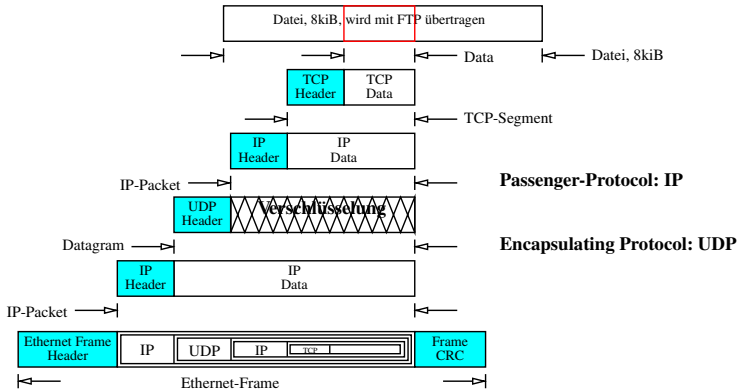 Datei, 8kiB, wird mit FTP übertragen
Data
Datei, 8kiB
TCP
Header
TCP
Data
TCP-Segment
IP
Header
IP
Data
IP-Packet
Passenger-Protocol: IP
UDP
Header
Verschlüsselung
Datagram
Encapsulating Protocol: UDP
IP
Header
IP
Data
IP-Packet
Ethernet Frame
Header
IP
UDP
IP
TCP
Frame
CRC
Ethernet-Frame